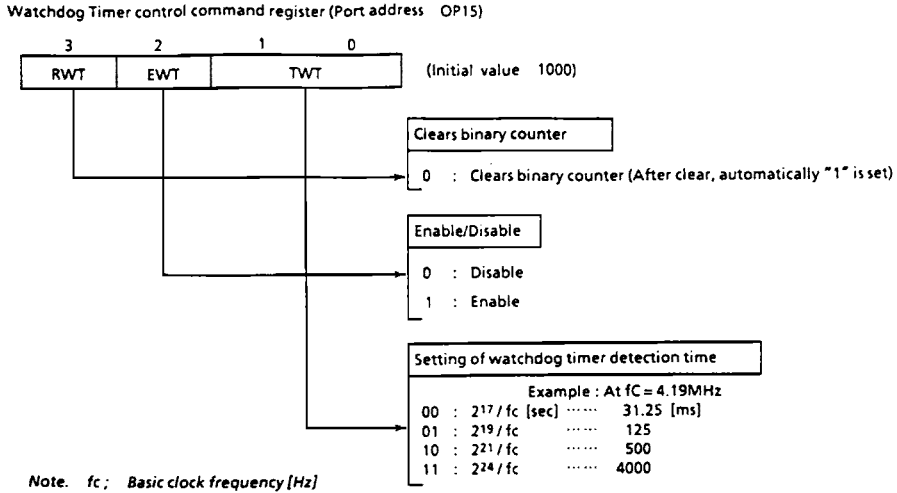 Watchdog Timer control command register (Port address OP15)
3 2 1 0
RWT EWT TWT (Initial value 1000)
Clears binary counter
0 : Clears binary counter (After clear, automatically "1" is set)
Enable/Disable
0 : Disable
1 : Enable
Setting of watchdog timer detection time
Example : At fC = 4.19MHz
00 : 2¹⁷/fc [sec] ······ 31.25 [ms]
01 : 2¹⁹/fc ······ 125
10 : 2²¹/fc ······ 500
11 : 2²⁴/fc ······ 4000
Note. fc ; Basic clock frequency [Hz]